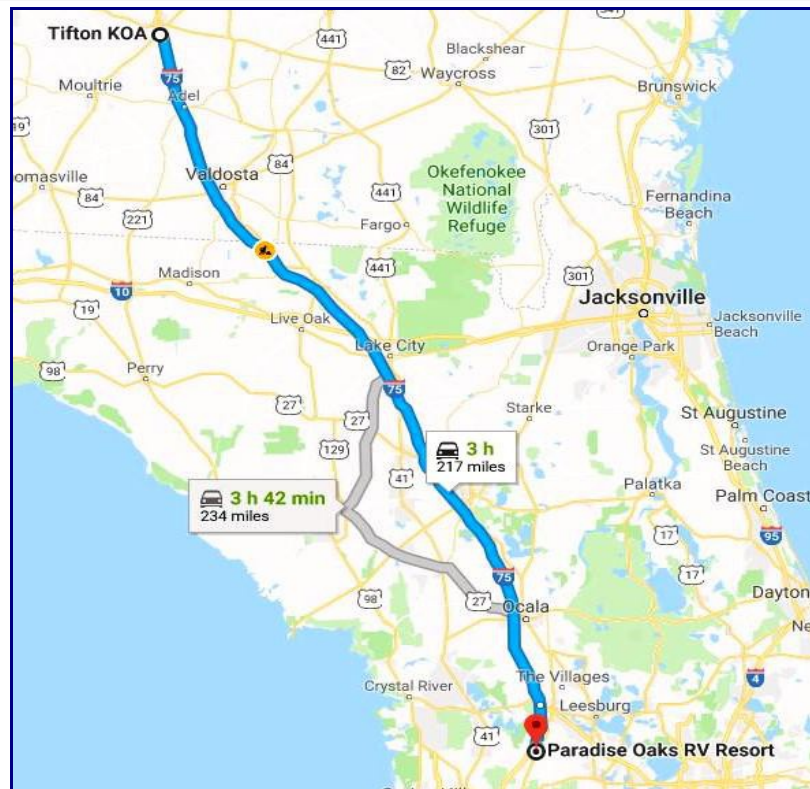 Tifton KOA
441
Blackshear
82
Waycross
Brunswick
Moultrie
75
Adel
19
301
84
Valdosta
omasville
84
441
Okefenokee
National
Wildlife
Refuge
221
Fargo
Fernandina
Beach
441
301
Madison
10
19
Jacksonville
Live Oak
Jacksonville
Beach
Lake City
Orange Park
98
Perry
75
27
27
Starke
St Augustine
129
3 h
217 miles
St Augustine
Beach
41
3 h 42 min
234 miles
Palatka
Palm Coast
17
95
75
17
98
27
Ocala
Dayton
Ne
The Villages
4
Crystal River
Leesburg
41
Paradise Oaks RV Resort